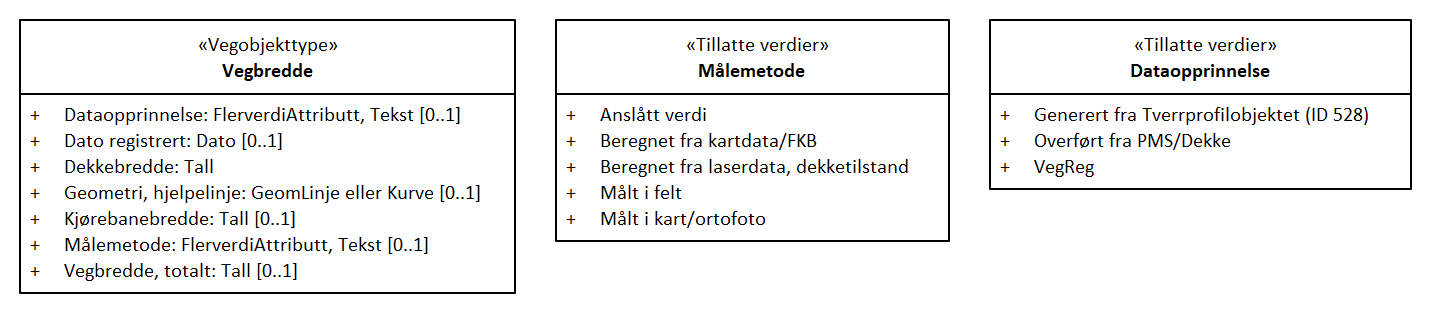 «Vegobjekttype»
Vegbredde
+ Dataopprinnelse: FlerverdiAttributt, Tekst [0..1]
+ Dato registrert: Dato [0..1]
+ Dekkebredde: Tall
+ Geometri, hjelpelinje: GeomLinje eller Kurve [0..1]
+ Kjørebanebredde: Tall [0..1]
+ Målemetode: FlerverdiAttributt, Tekst [0..1]
+ Vegbredde, totalt: Tall [0..1]
«Tillatte verdier»
Målemetode
+ Anslått verdi
+ Beregnet fra kartdata/FKB
+ Beregnet fra laserdata, dekketilstand
+ Målt i felt
+ Målt i kart/ortofoto
«Tillatte verdier»
Dataopprinnelse
+ Generert fra Tverrprofilobjektet (ID 528)
+ Overført fra PMS/Dekke
+ VegReg